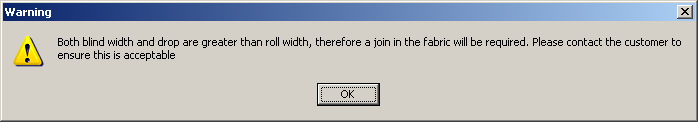 Warning
Both blind width and drop are greater than roll width, therefore a join in the fabric will be required. Please contact the customer to
ensure this is acceptable
OK